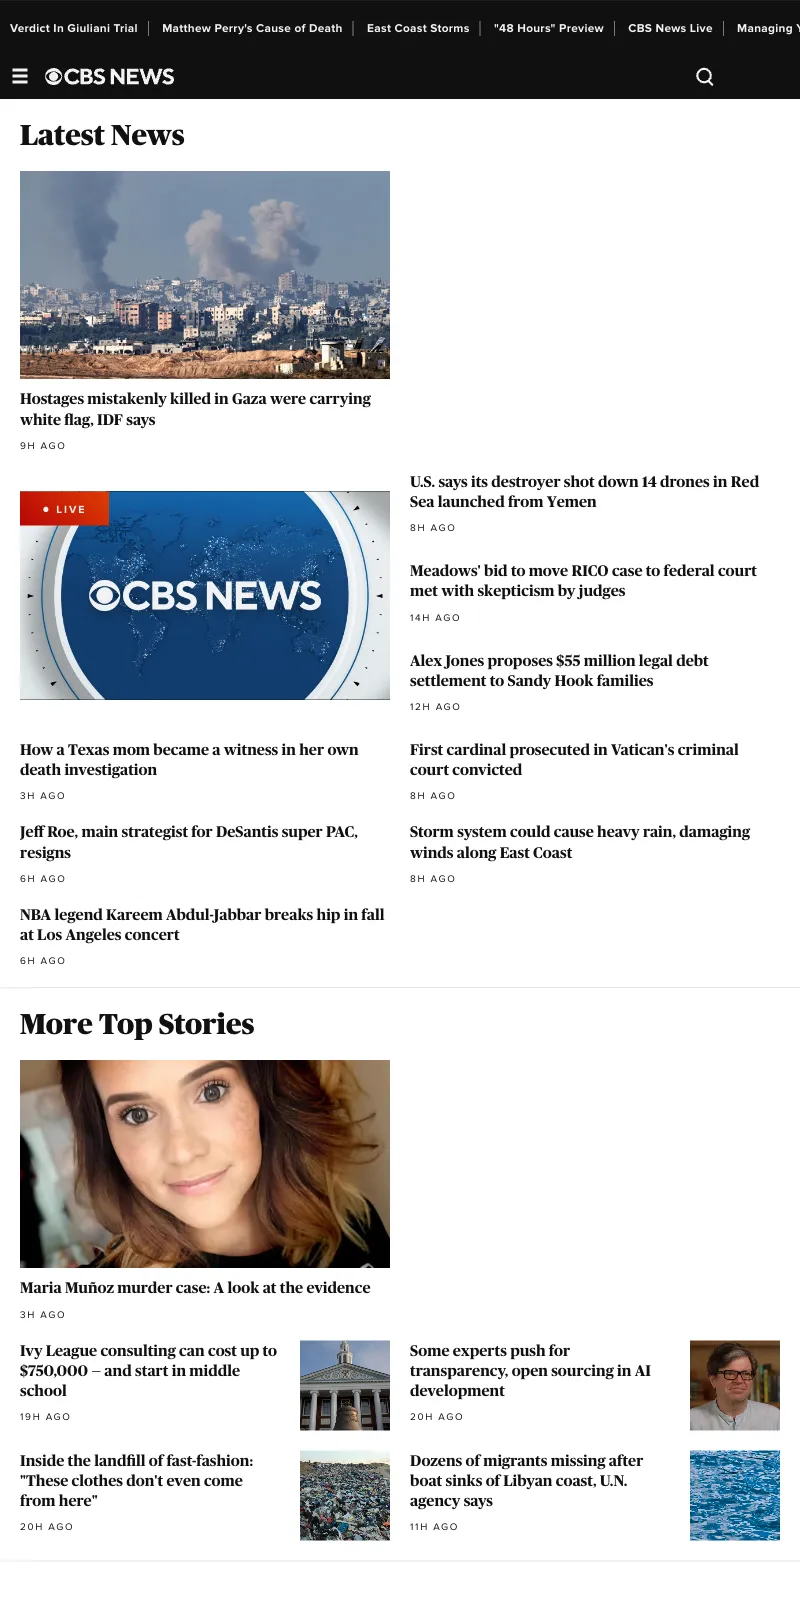 Verdict In Giuliani Trial
Matthew Perry's Cause of Death
East Coast Storms
"48 Hours" Preview
CBS News Live
Managing
CBS NEWS
Latest News
Hostages mistakenly killed in Gaza were carrying
white flag, IDF says
9H AGO
LIVE
CBS NEWS
U.S. says its destroyer shot down 14 drones in Red
Sea launched from Yemen
8H AGO
Meadows' bid to move RICO case to federal court
met with skepticism by judges
14H AGO
Alex Jones proposes $55 million legal debt
settlement to Sandy Hook families
12H AGO
How a Texas mom became a witness in her own
death investigation
3H AGO
First cardinal prosecuted in Vatican's criminal
court convicted
8H AGO
Jeff Roe, main strategist for DeSantis super PAC,
resigns
6H AGO
Storm system could cause heavy rain, damaging
winds along East Coast
8H AGO
NBA legend Kareem Abdul-Jabbar breaks hip in fall
at Los Angeles concert
6H AGO
More Top Stories
Maria Muñoz murder case: A look at the evidence
3H AGO
Ivy League consulting can cost up to
$750,000 — and start in middle
school
19H AGO
Some experts push for
transparency, open sourcing in AI
development
20H AGO
Inside the landfill of fast-fashion:
"These clothes don't even come
from here"
20H AGO
Dozens of migrants missing after
boat sinks of Libyan coast, U.N.
agency says
11H AGO